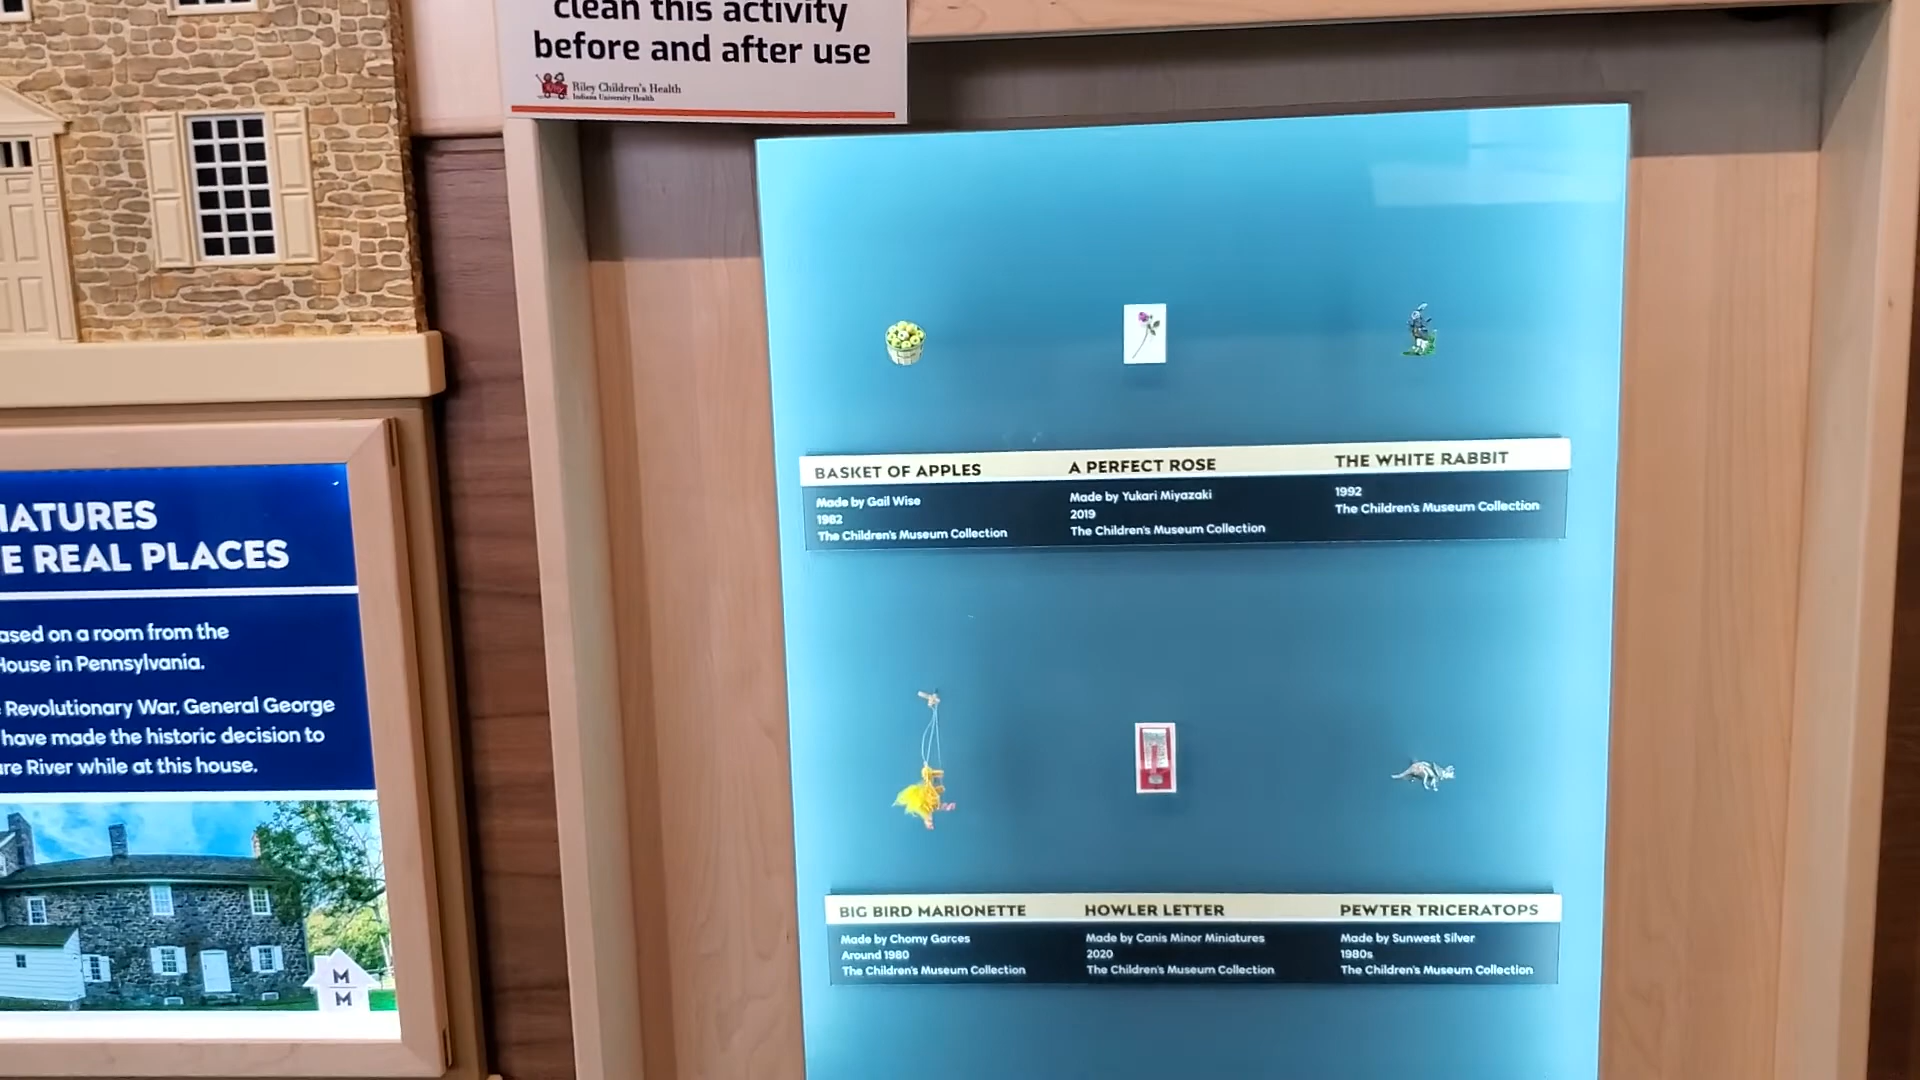 clean this activity
before and after use
Riley Children's Health
Indiana University Health
IATURES
E REAL PLACES
ased on a room from the
House in Pennsylvania.
Revolutionary War, General George
have made the historic decision to
re River while at this house.
M
M
BASKET OF APPLES
Made by Gail Wise
1982
The Children's Museum Collection
A PERFECT ROSE
Made by Yukari Miyazaki
2019
The Children's Museum Collection
THE WHITE RABBIT
1992
The Children's Museum Collection
BIG BIRD MARIONETTE
Made by Chomy Garces
Around 1980
The Children's Museum Collection
HOWLER LETTER
Made by Canis Minor Miniatures
2020
The Children's Museum Collection
PEWTER TRICERATOPS
Made by Sunwest Silver
1980s
The Children's Museum Collection